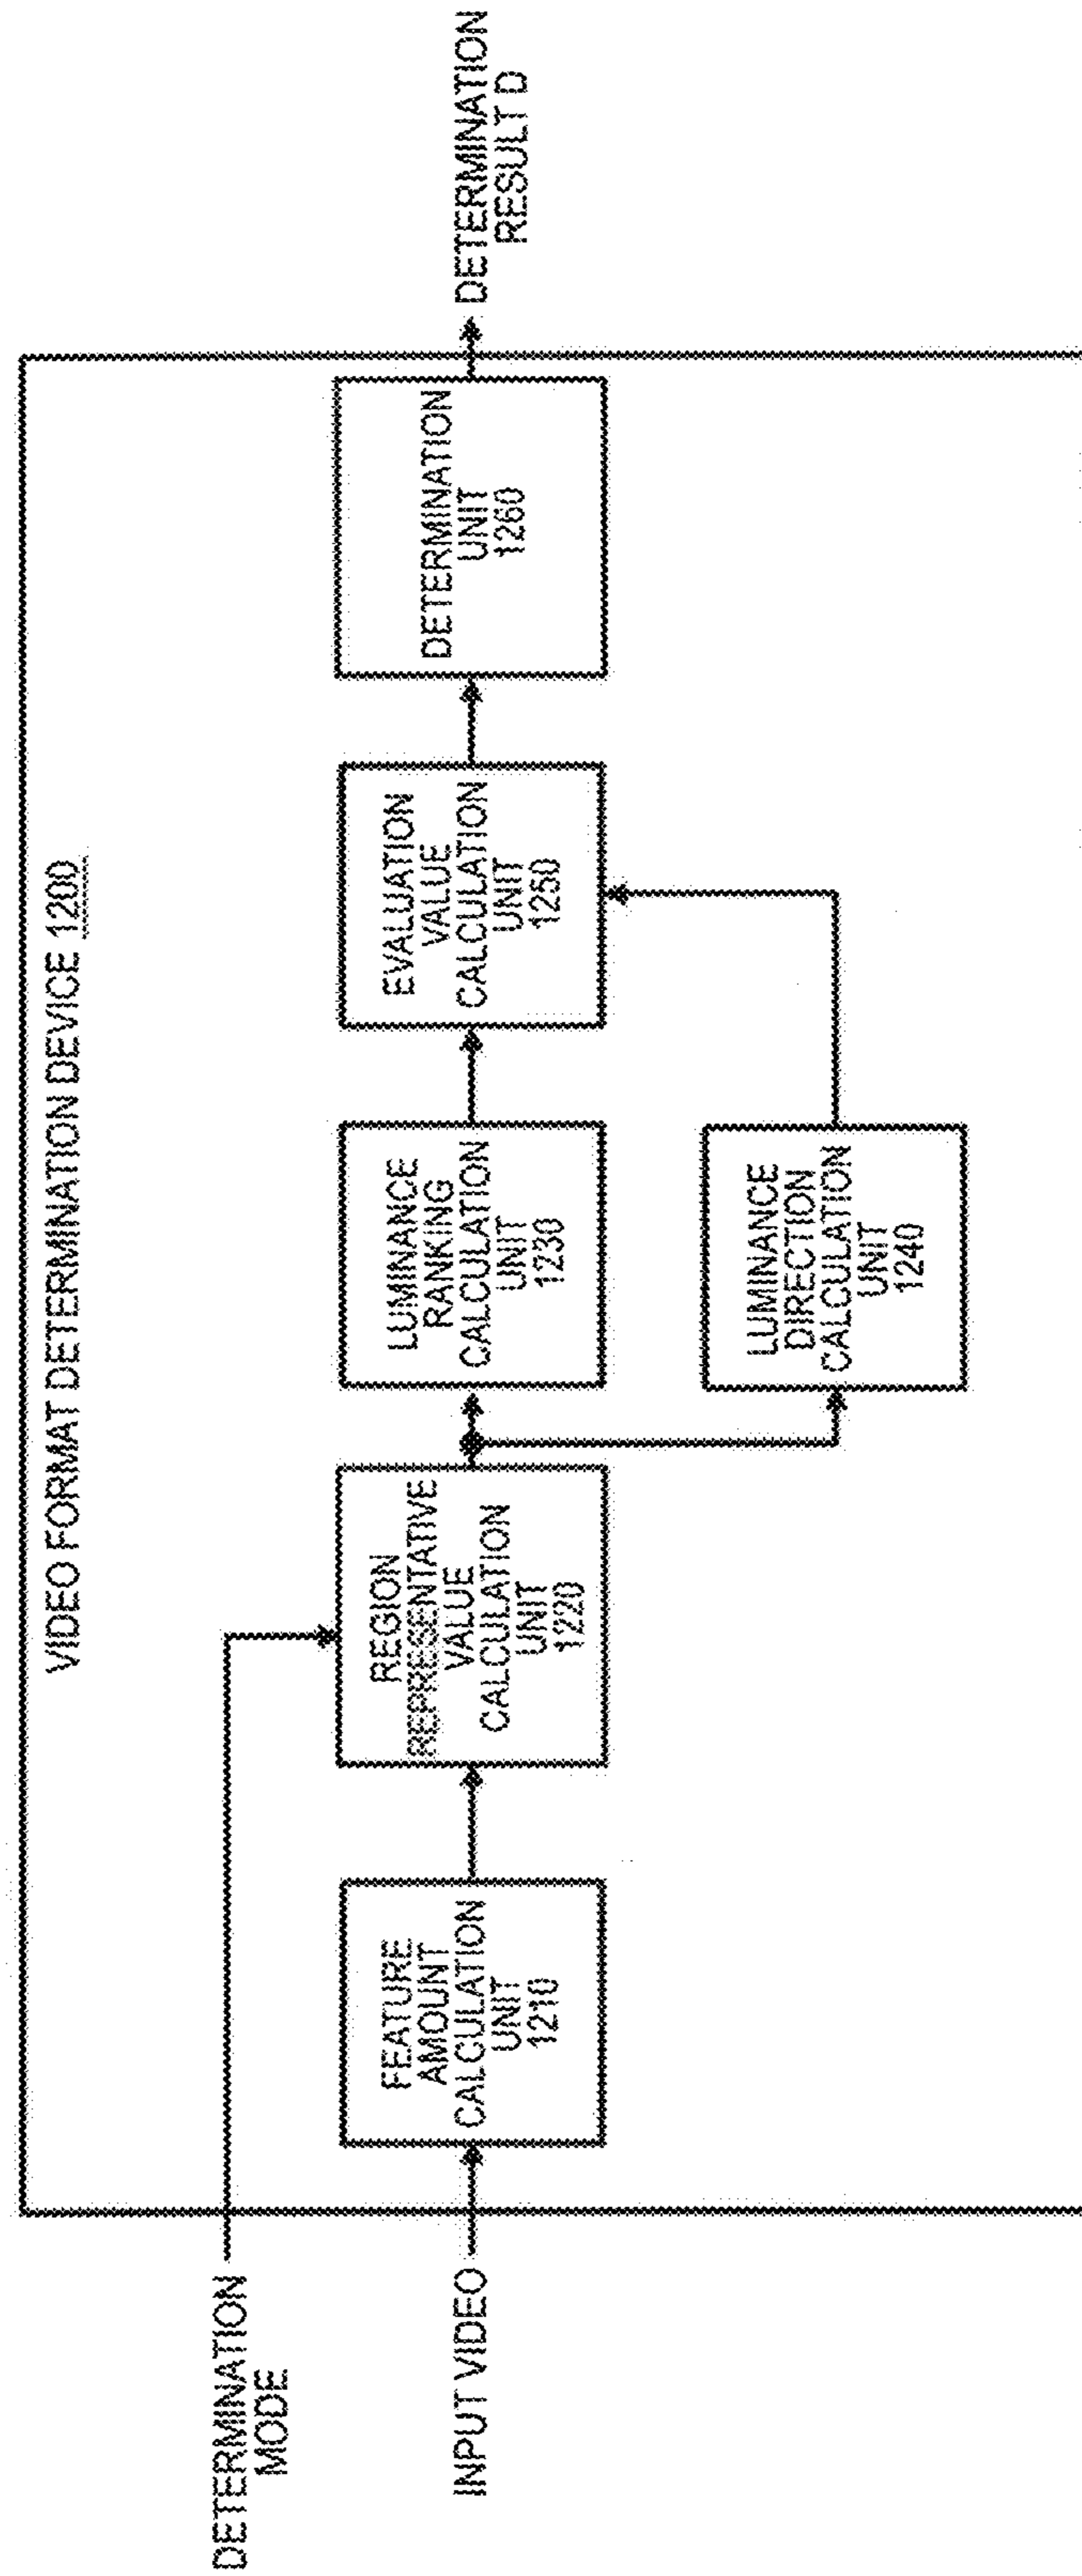 VIDEO FORMAT DETERMINATION DEVICE 1200
DETERMINATION
MODE
INPUT VIDEO
FEATURE
AMOUNT
CALCULATION
UNIT
1210
REGION
REPRESENTATIVE
VALUE
CALCULATION
UNIT
1220
LUMINANCE
RANKING
CALCULATION
UNIT
1230
LUMINANCE
DIRECTION
CALCULATION
UNIT
1240
EVALUATION
VALUE
CALCULATION
UNIT
1250
DETERMINATION
UNIT
1260
DETERMINATION
RESULT D